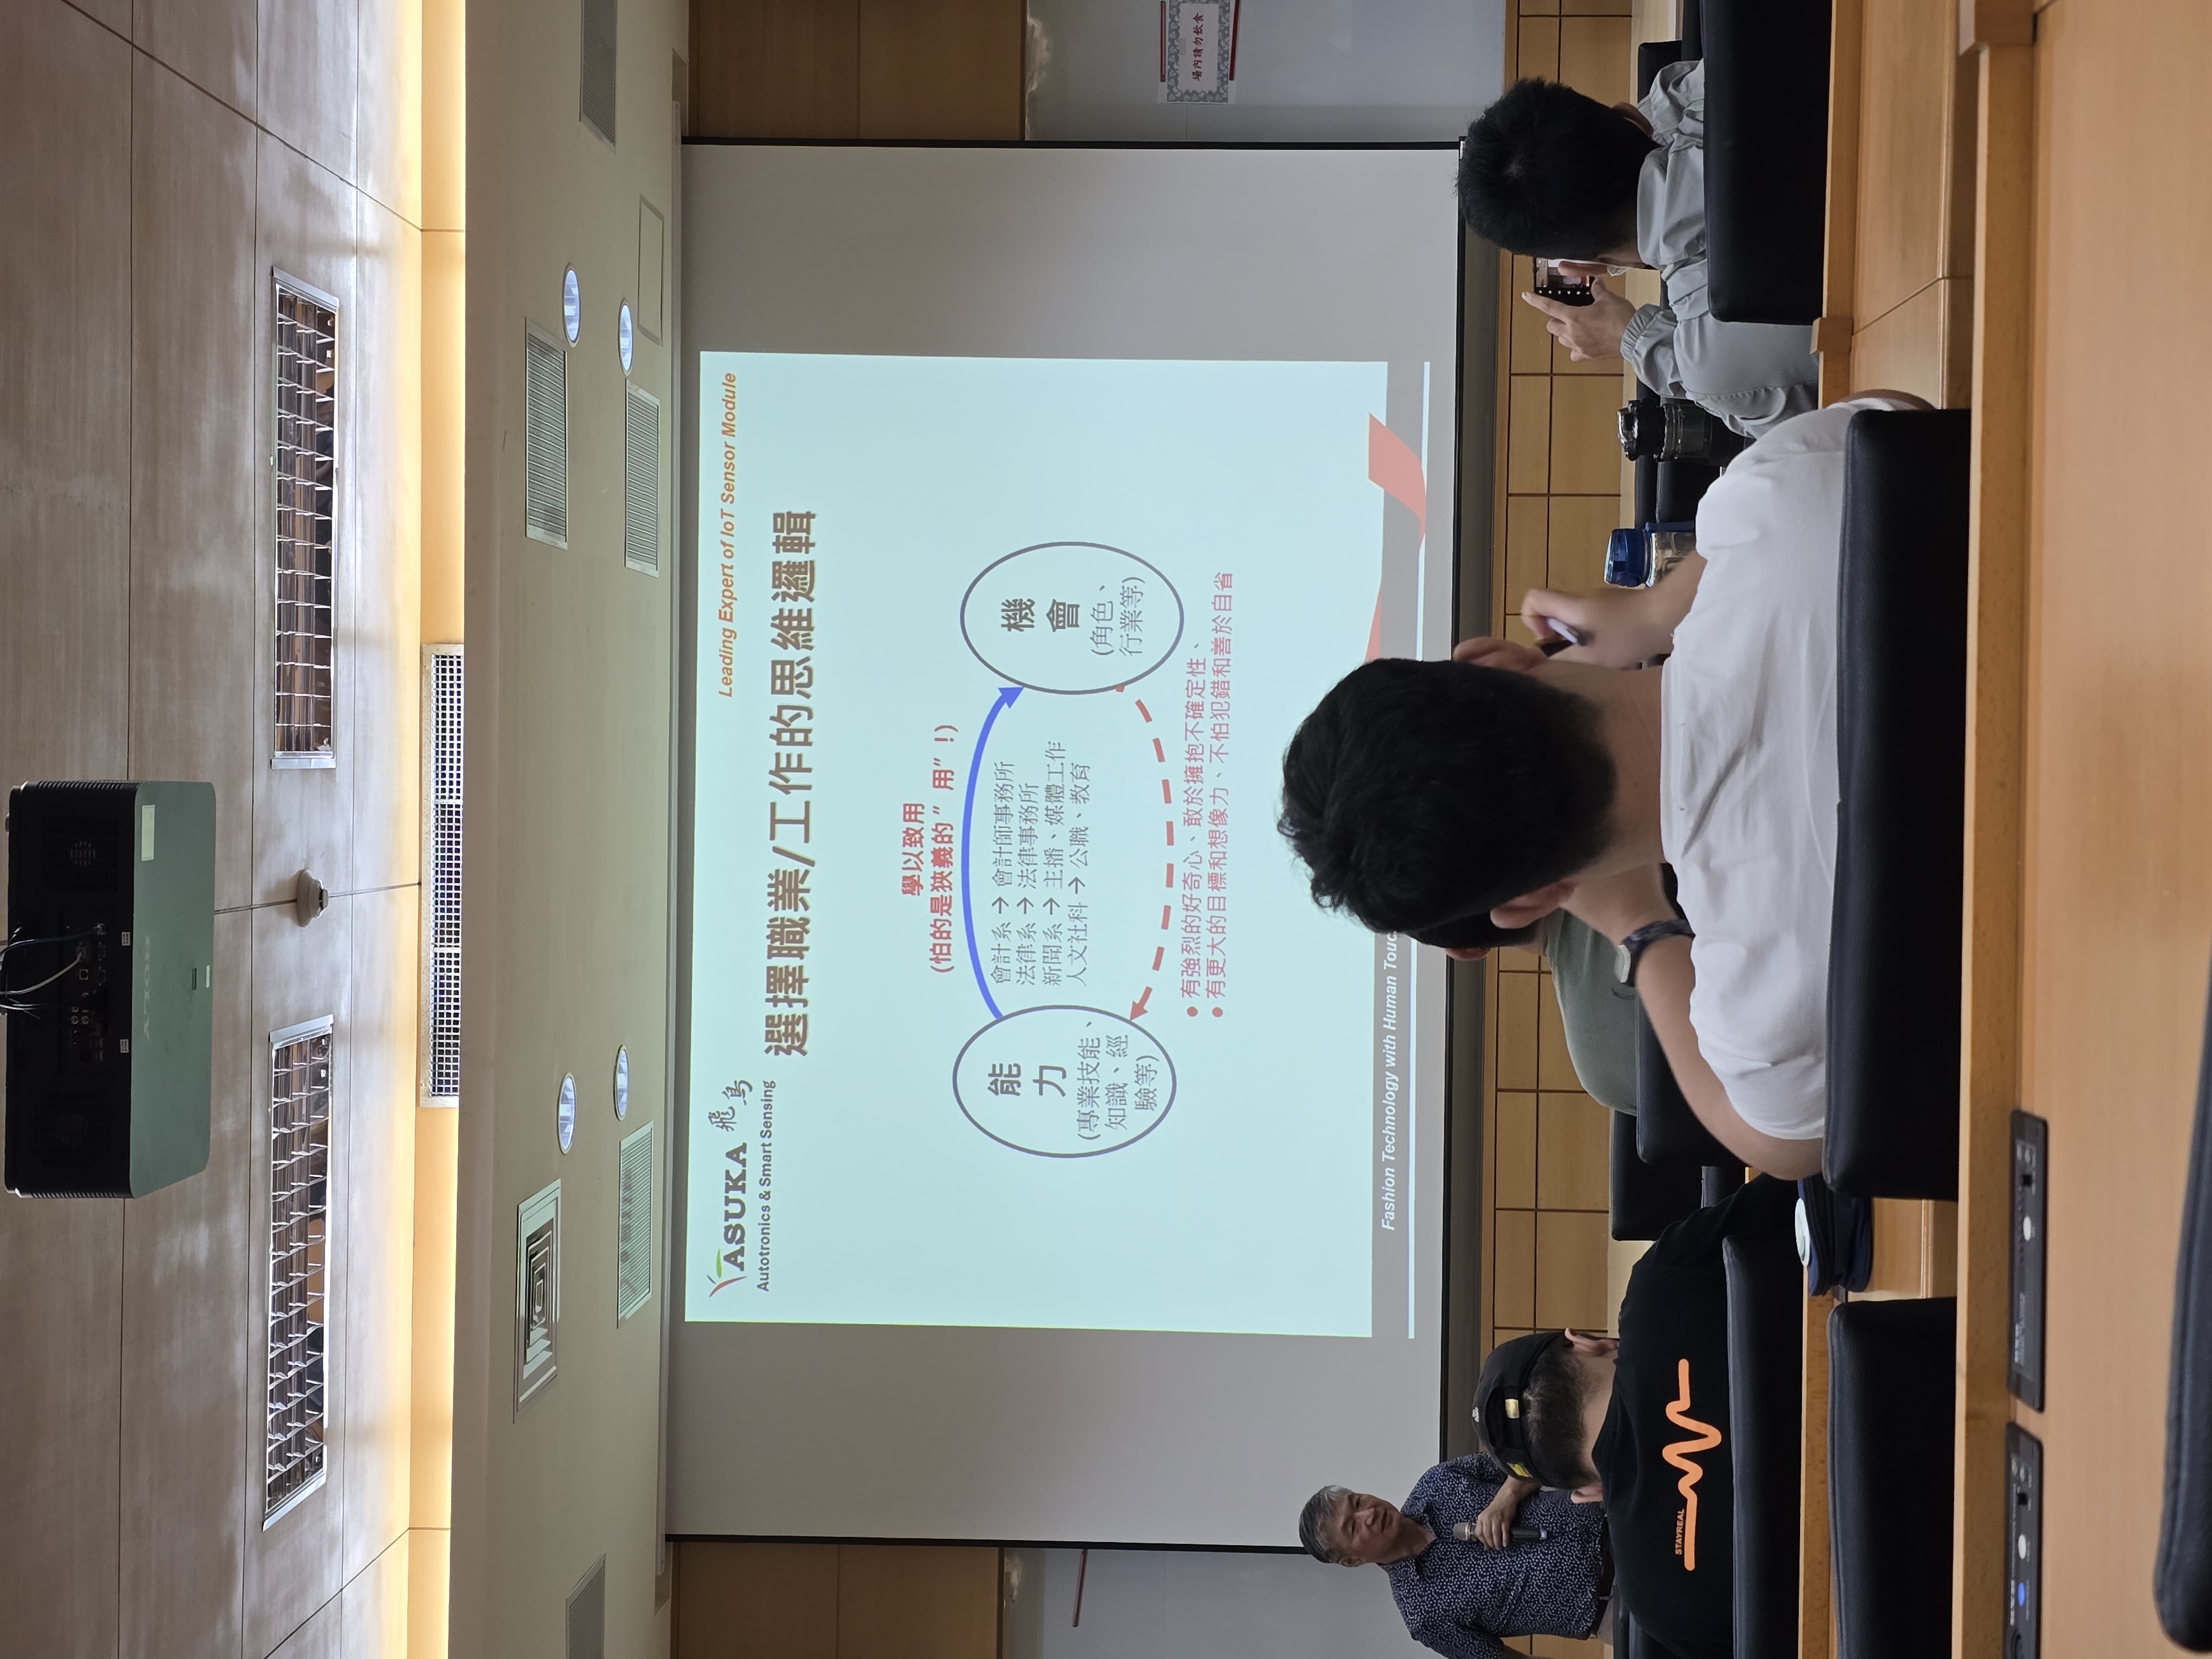 ASUKA 飛鳥
Autotronics & Smart Sensing
Leading Expert of IoT Sensor Module
選擇職業/工作的思維邏輯
學以致用
(怕的是狹義的 ” 用” !)
能
力
(專業技能、
知識、經
驗等)
會計系 → 會計師事務所
法律系 → 法律事務所
新聞系 → 主播、媒體工作
人文社科 → 公職、教育
機
會
(角色、
行業等)
● 有強烈的好奇心、敢於擁抱不確定性、
● 有更大的目標和想像力、不怕犯錯和善於自省
Fashion Technology with Human Touc
場內請勿飲食
STAYREAL